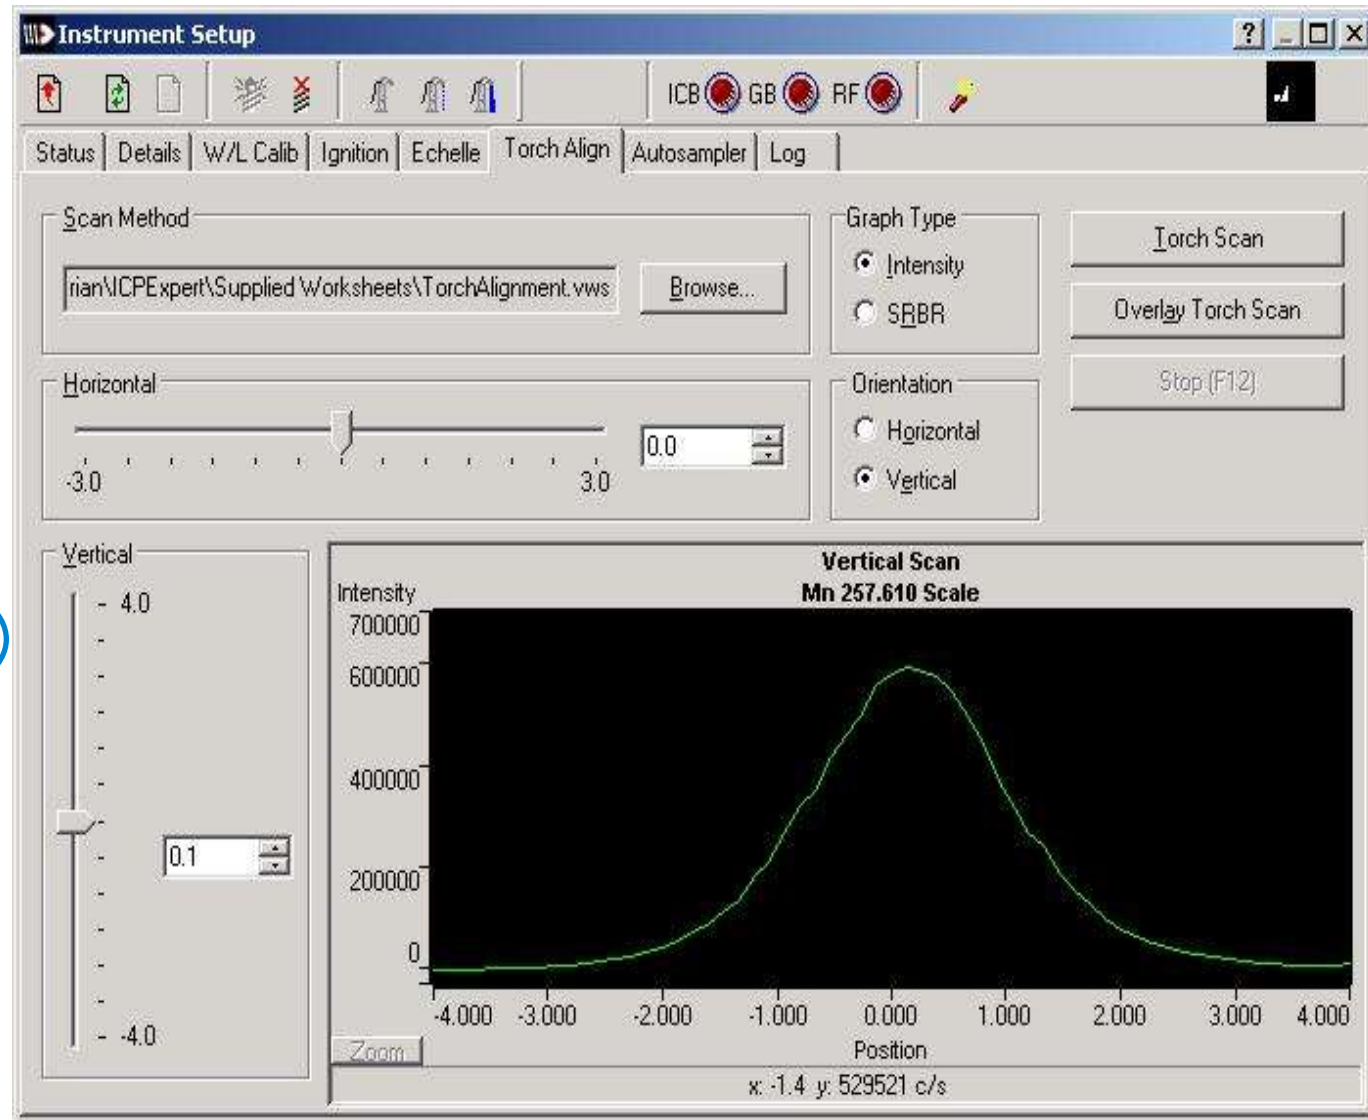 Instrument Setup
ICB GB RF
Status Details W/L Calib Ignition Echelle Torch Align Autosampler Log
Scan Method
rian\ICPExpert\Supplied Worksheets\TorchAlignment.vws
Browse...
Graph Type
Intensity
SRBR
Torch Scan
Overlay Torch Scan
Stop (F12)
Horizontal
-3.0 3.0
0.0
Orientation
Horizontal
Vertical
Vertical
4.0
0.1
-4.0
Vertical Scan
Mn 257.610 Scale
Intensity
700000
600000
400000
200000
0
-4.000 -3.000 -2.000 -1.000 0.000 1.000 2.000 3.000 4.000
Zoom
Position
x: -1.4 y: 529521 c/s